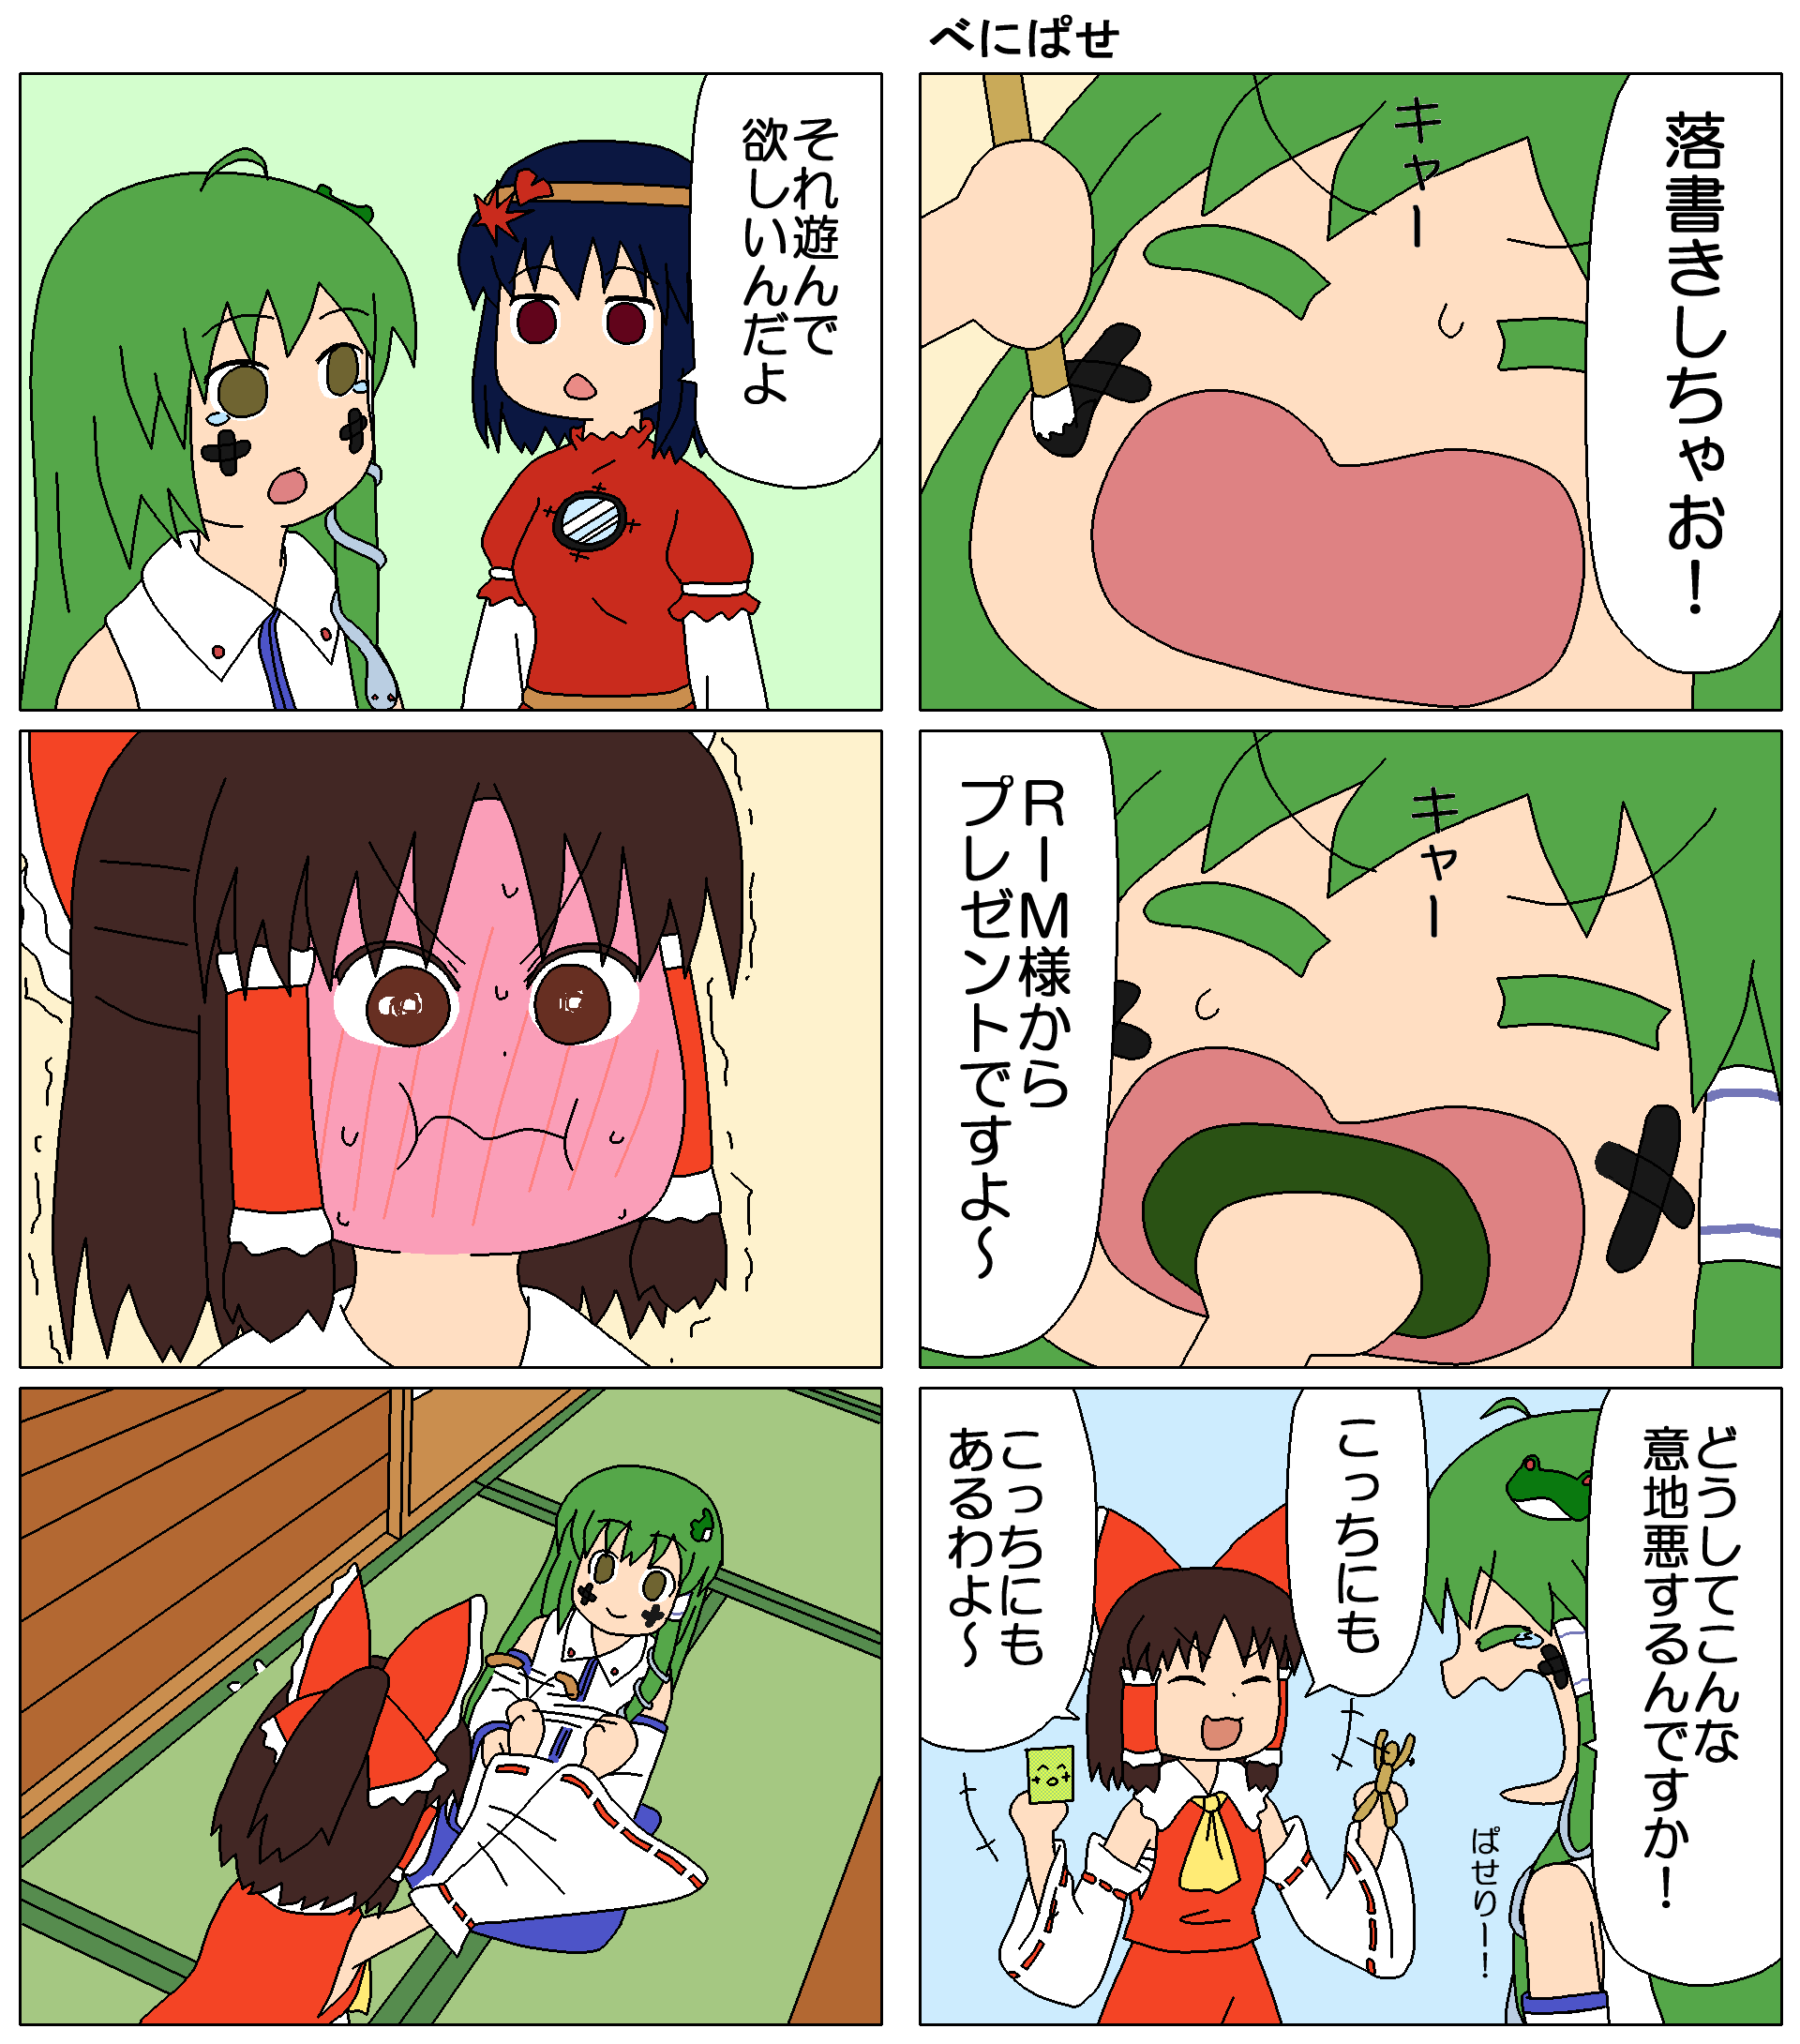 べにぱせ
落書きしちゃお！
キャー
キャー
ＲＩＭ様から
プレゼントですよ～
どうしてこんな
意地悪するんですか！
ぱせりー！
こっちにも
こっちにも
あるわよ～
それ遊んで
欲しいんだよ